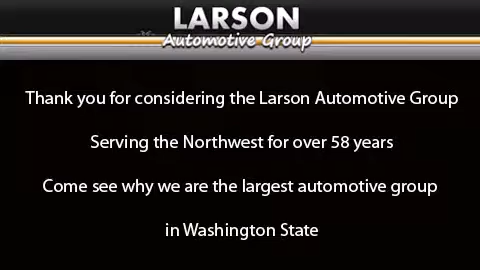 LARSON
Automotive Group
Thank you for considering the Larson Automotive Group
Serving the Northwest for over 58 years
Come see why we are the largest automotive group
in Washington State